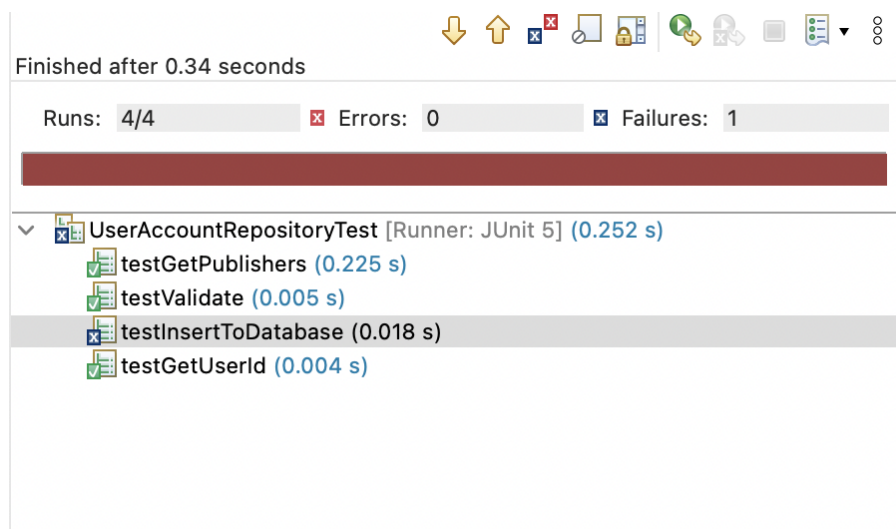 Finished after 0.34 seconds
Runs: 4/4 Errors: 0 Failures: 1
UserAccountRepositoryTest [Runner: JUnit 5] (0.252 s)
testGetPublishers (0.225 s)
testValidate (0.005 s)
testInsertToDatabase (0.018 s)
testGetUserId (0.004 s)